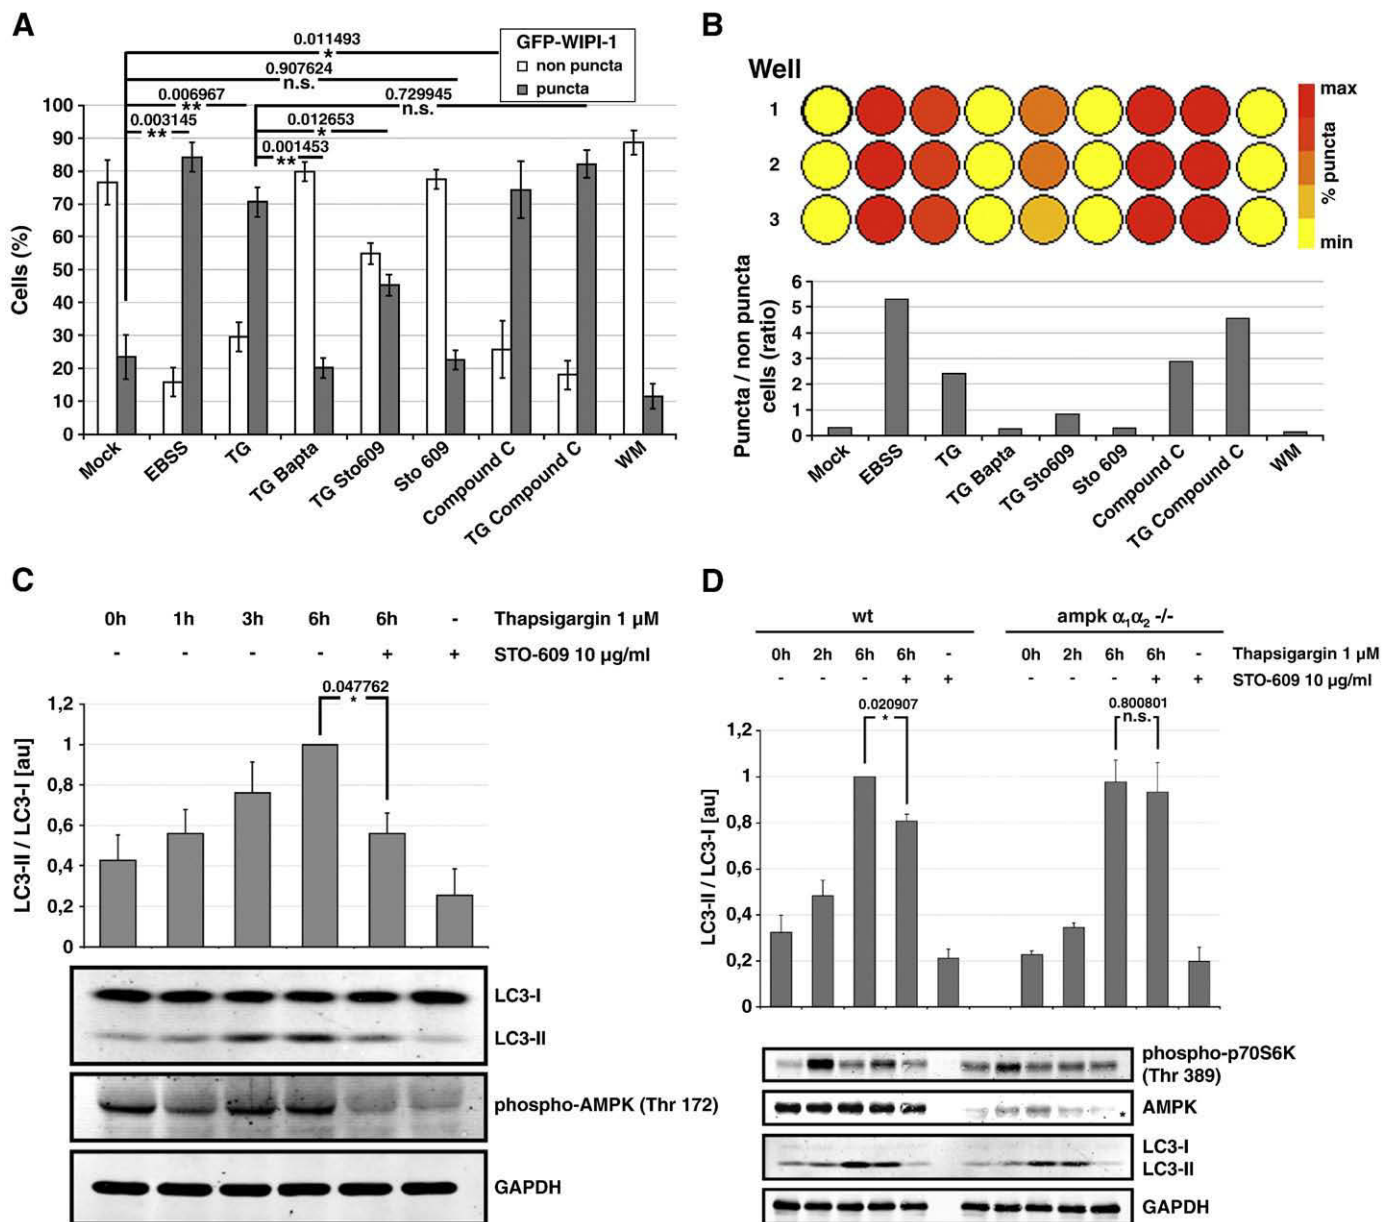 A
0.011493
*
0.907624
n.s.
0.006967
**
0.729945
n.s.
0.003145
**
0.012653
*
0.001453
**
GFP-WIPI-1
non puncta
puncta
Cells (%)
100
90
80
70
60
50
40
30
20
10
0
Mock
EBSS
TG
TG Bapta
TG Sto609
Sto 609
Compound C
TG Compound C
WM
B
Well
1
2
3
max
% puncta
min
Puncta / non puncta
cells (ratio)
6
5
4
3
2
1
0
Mock
EBSS
TG
TG Bapta
TG Sto609
Sto 609
Compound C
TG Compound C
WM
C
0h 1h 3h 6h 6h - Thapsigargin 1 µM
- - - - + + STO-609 10 µg/ml
0.047762
*
LC3-II / LC3-I [au]
1,2
1
0,8
0,6
0,4
0,2
0
LC3-I
LC3-II
phospho-AMPK (Thr 172)
GAPDH
D
wt ampk α1α2 -/-
0h 2h 6h 6h - 0h 2h 6h 6h - Thapsigargin 1 µM
- - - + + - - - + + STO-609 10 µg/ml
0.020907
*
0.800801
n.s.
LC3-II / LC3-I [au]
1,2
1
0,8
0,6
0,4
0,2
0
phospho-p70S6K
(Thr 389)
AMPK
*
LC3-I
LC3-II
GAPDH